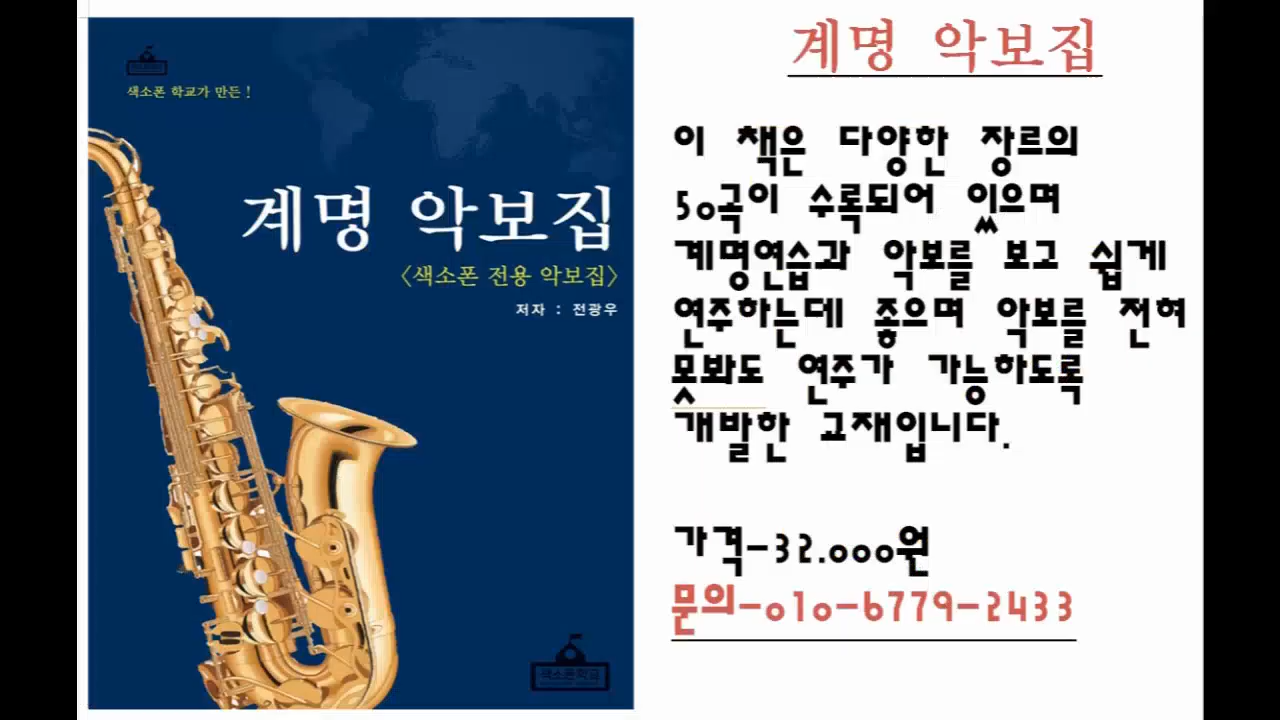 색소폰 학교가 만든 !
계명 악보집
<색소폰 전용 악보집>
저자 : 전광우
색소폰학교
계명 악보집
이 책은 다양한 장르의
50곡이 수록되어 있으며
계명연습과 악보를 보고 쉽게
연주하는데 좋으며 악보를 전혀
못봐도 연주가 가능하도록
개발한 교재입니다.
가격-32.000원
문의-010-6779-2433